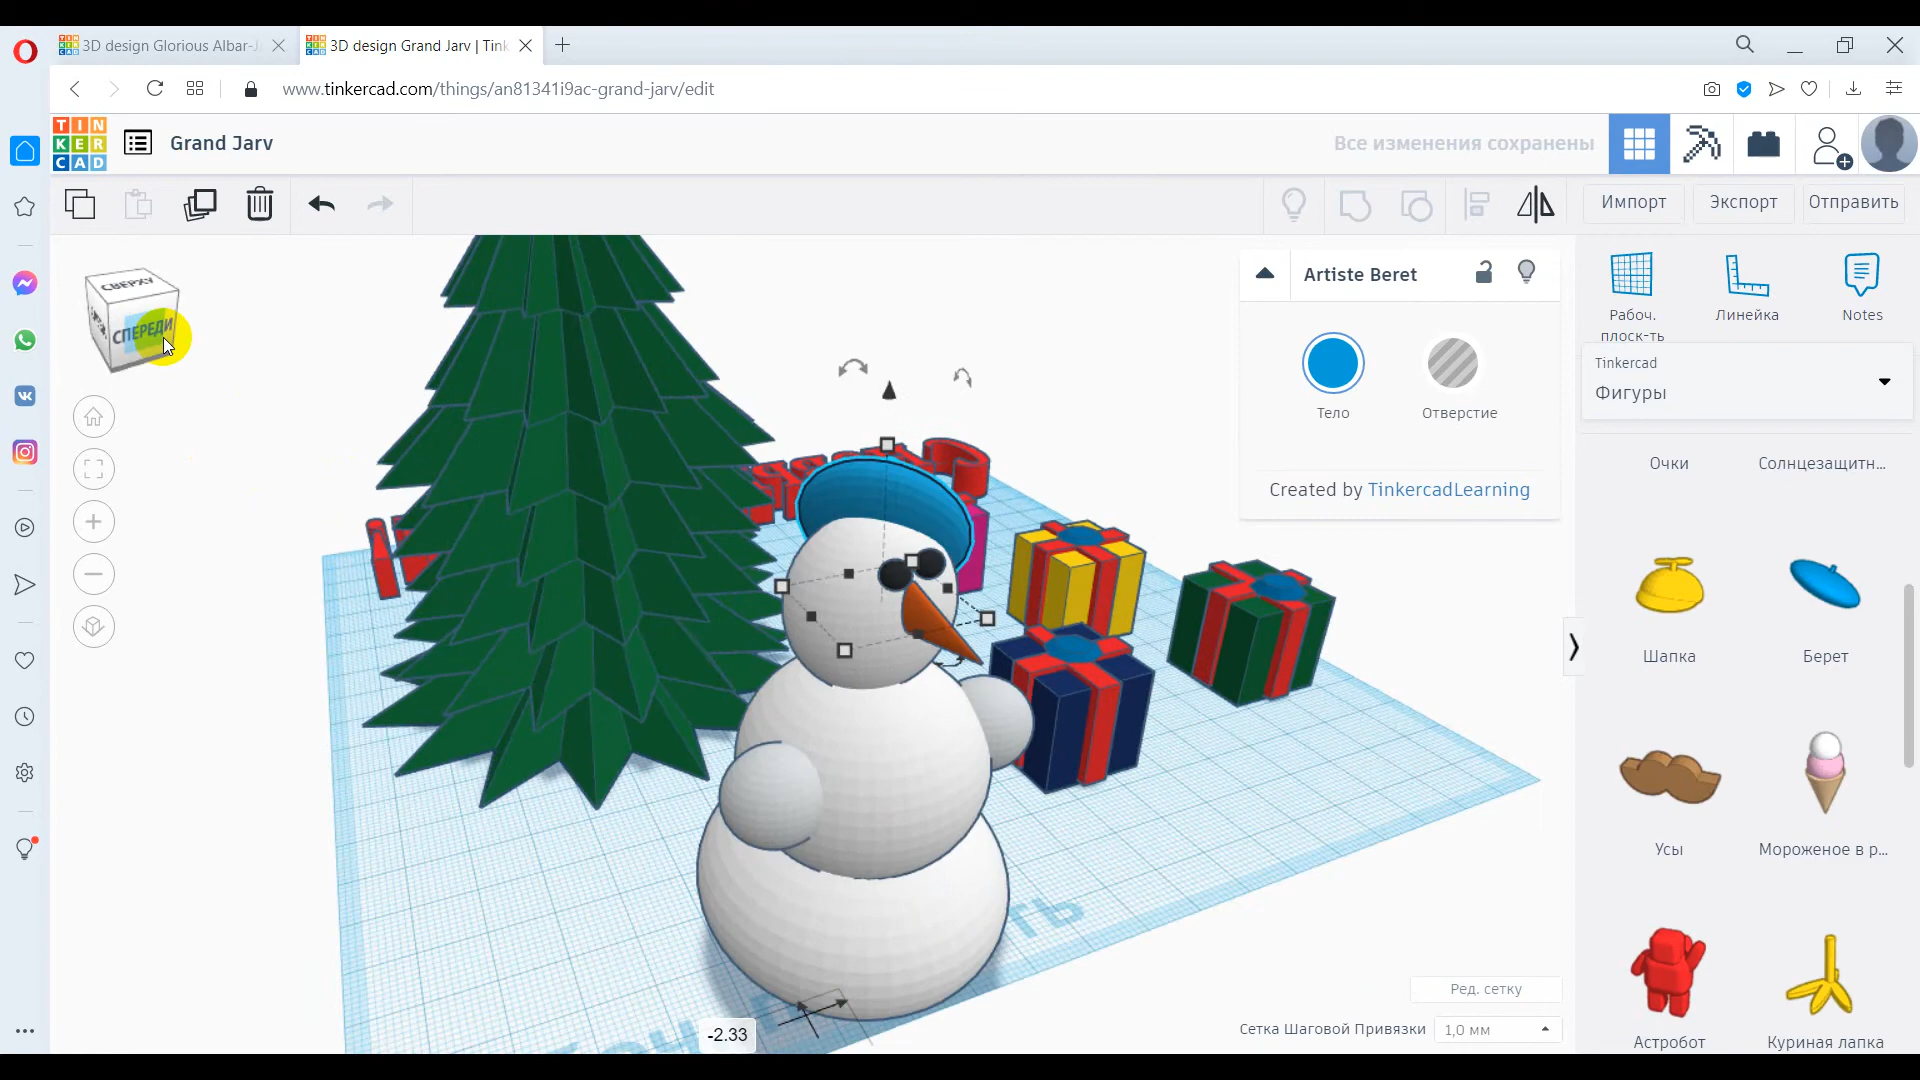 3D design Glorious Albar-J
3D design Grand Jarv | Tink
www.tinkercad.com/things/an81341i9ac-grand-jarv/edit
TIN
KER
CAD
Grand Jarv
Все изменения сохранены
Импорт
Экспорт
Отправить
СВЕРХУ
СПЕРЕДИ
Artiste Beret
Тело
Отверстие
Created by TinkercadLearning
Рабоч.
плоск-ть
Линейка
Notes
Tinkercad
Фигуры
Очки
Солнцезащитн...
Шапка
Берет
Усы
Мороженое в р...
Астробот
Куриная лапка
-2.33
Ред. сетку
Сетка Шаговой Привязки
1,0 мм